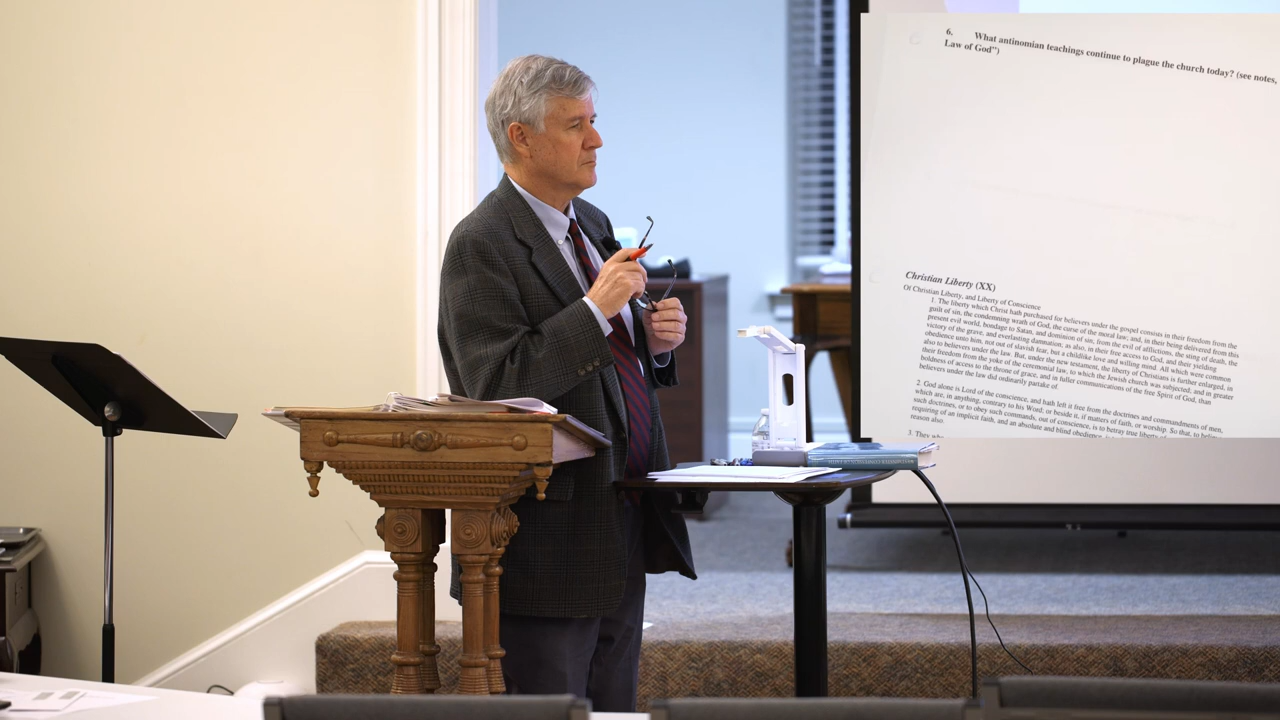 6. What antinomian teachings continue to plague the church today? (see notes,
Law of God")
Christian Liberty (XX)
Of Christian Liberty, and Liberty of Conscience
1. The liberty which Christ hath purchased for believers under the gospel consists in their freedom from the
guilt of sin, the condemning wrath of God, the curse of the moral law; and, in their being delivered from this
present evil world, bondage to Satan, and dominion of sin; from the evil of afflictions, the sting of death, the
victory of the grave, and everlasting damnation, as also, in their free access to God, and their yielding
obedience unto him, not out of slavish fear, but a childlike love and willing mind. All which were common
also to believers under the law. But, under the new testament, the liberty of Christians is further enlarged, in
their freedom from the yoke of the ceremonial law, to which the Jewish church was subjected, and in greater
boldness of access to the throne of grace, and in fuller communications of the free Spirit of God, than
believers under the law did ordinarily partake of.
2. God alone is Lord of the conscience, and hath left it free from the doctrines and commandments of men,
which are, in anything, contrary to his Word; or beside it, if matters of faith, or worship. So that, to believe
such doctrines, or to obey such commands, out of conscience, is to betray true liberty of
requiring of an implicit faith, and an absolute and blind obedience,
reason also.
3. They who
WESTMINSTER CONFESSION OF FAITH